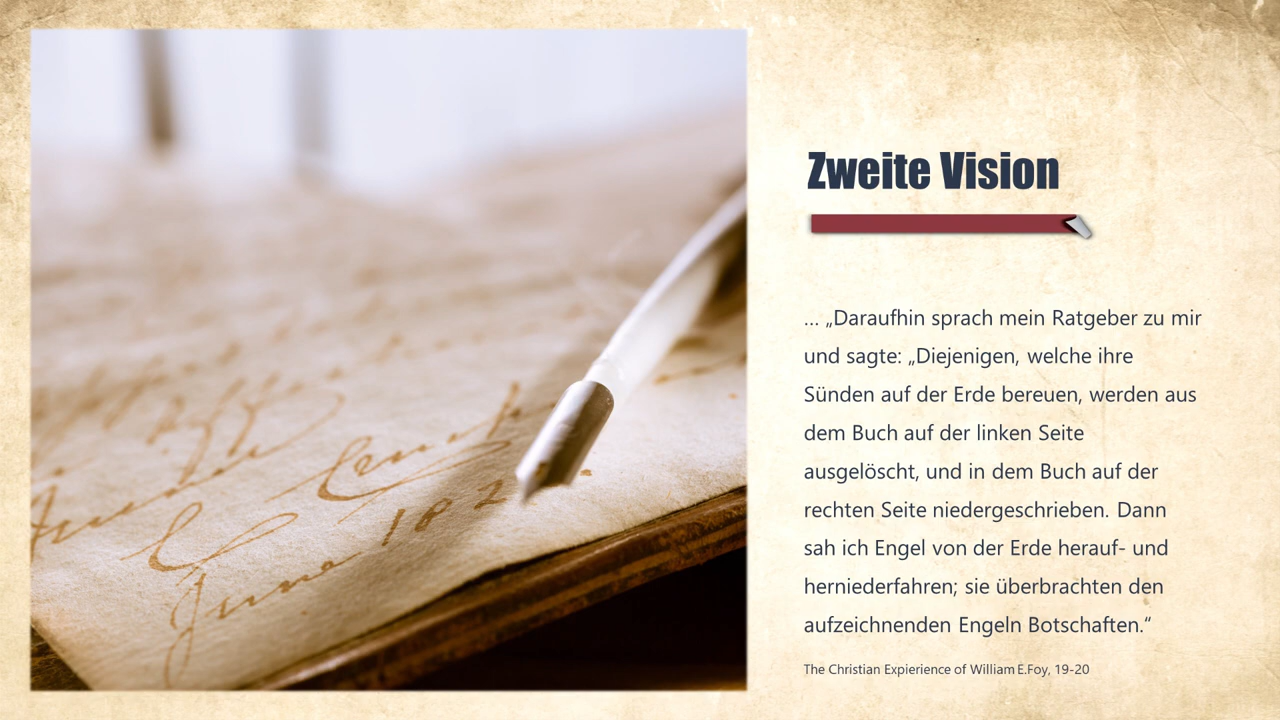 Zweite Vision
... „Daraufhin sprach mein Ratgeber zu mir
und sagte: „Diejenigen, welche ihre
Sünden auf der Erde bereuen, werden aus
dem Buch auf der linken Seite
ausgelöscht, und in dem Buch auf der
rechten Seite niedergeschrieben. Dann
sah ich Engel von der Erde herauf- und
herniederfahren; sie überbrachten den
aufzeichnenden Engeln Botschaften.“
The Christian Expierience of William E.Foy, 19-20
June 182